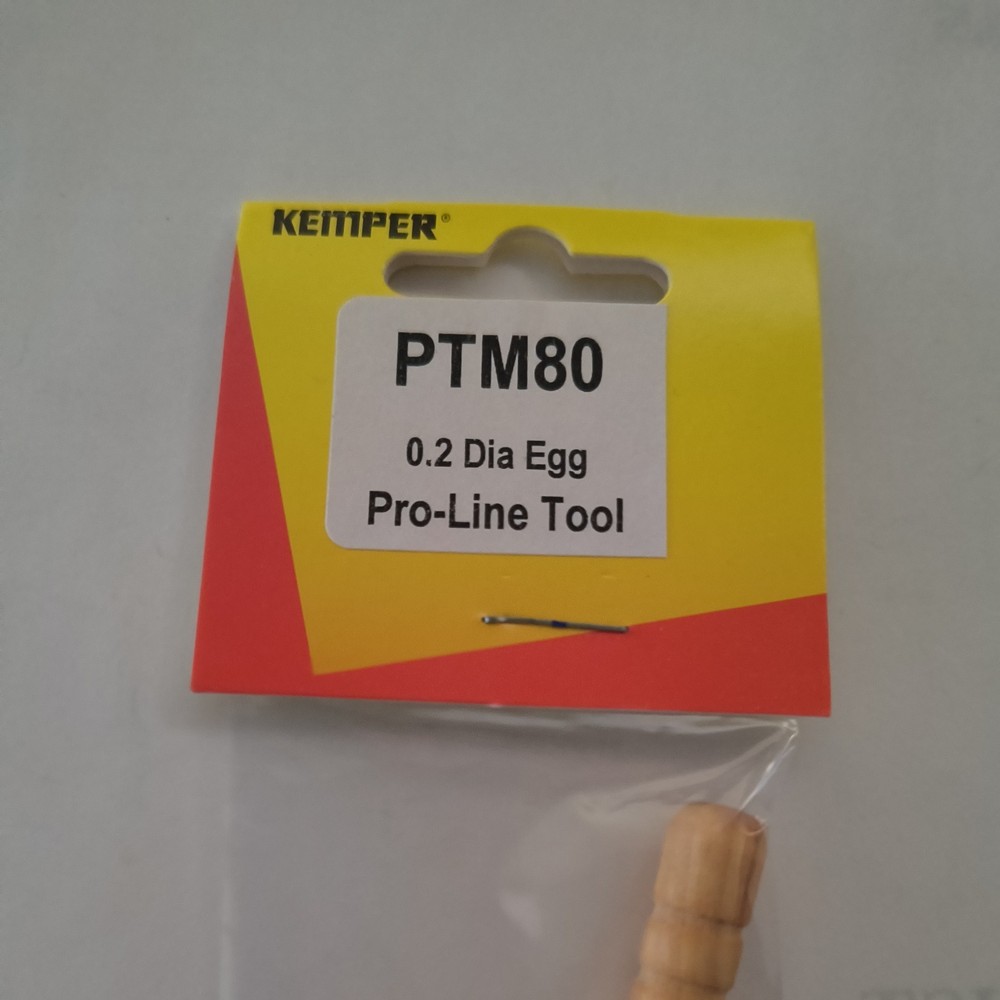 KEMPER®
PTM80
0.2 Dia Egg
Pro-Line Tool